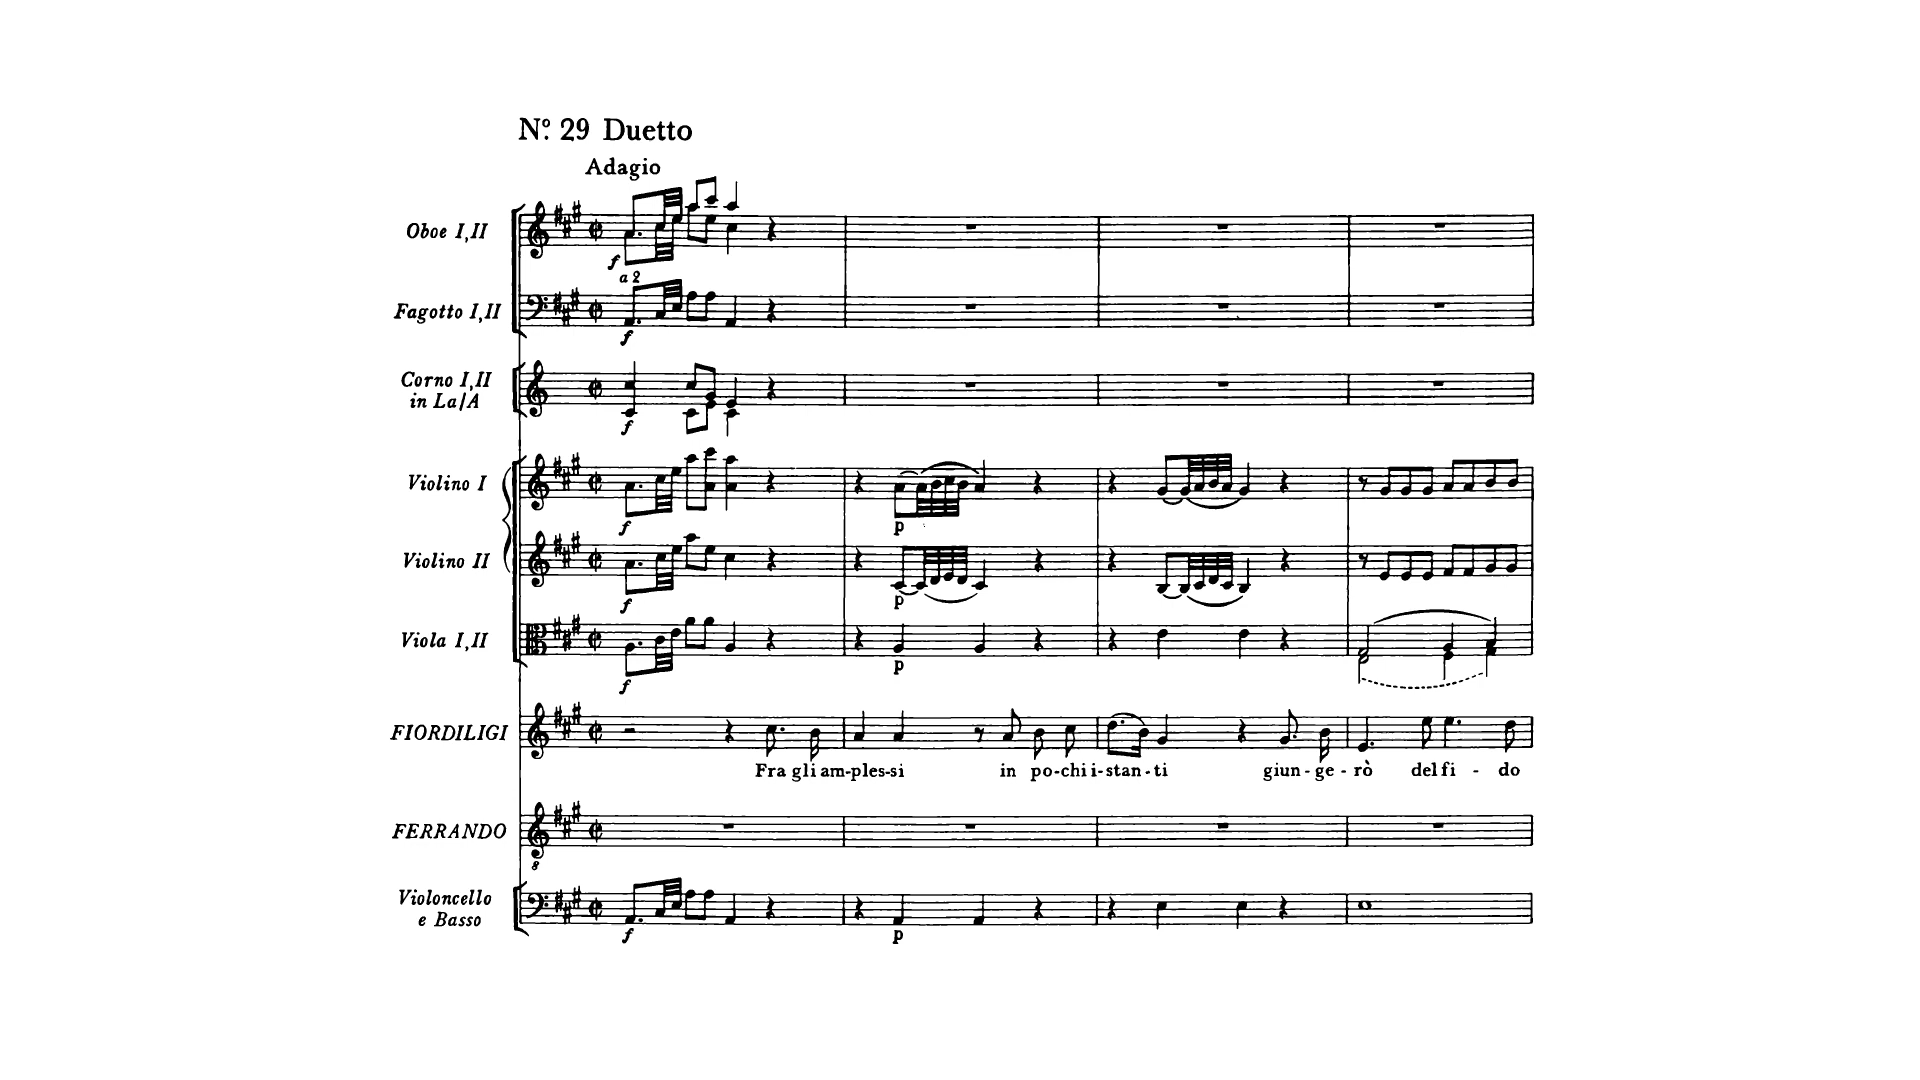 Nº. 29 Duetto
Adagio
Oboe I, II
f
a 2
Fagotto I, II
f
Corno I, II
in La/A
f
Violino I
f
p
Violino II
f
p
Viola I, II
f
p
FIORDILIGI
Fra gli am-ples-si in po-chi i-stan-ti giun-ge-rò del fi - do
FERRANDO
8
Violoncello
e Basso
f
p